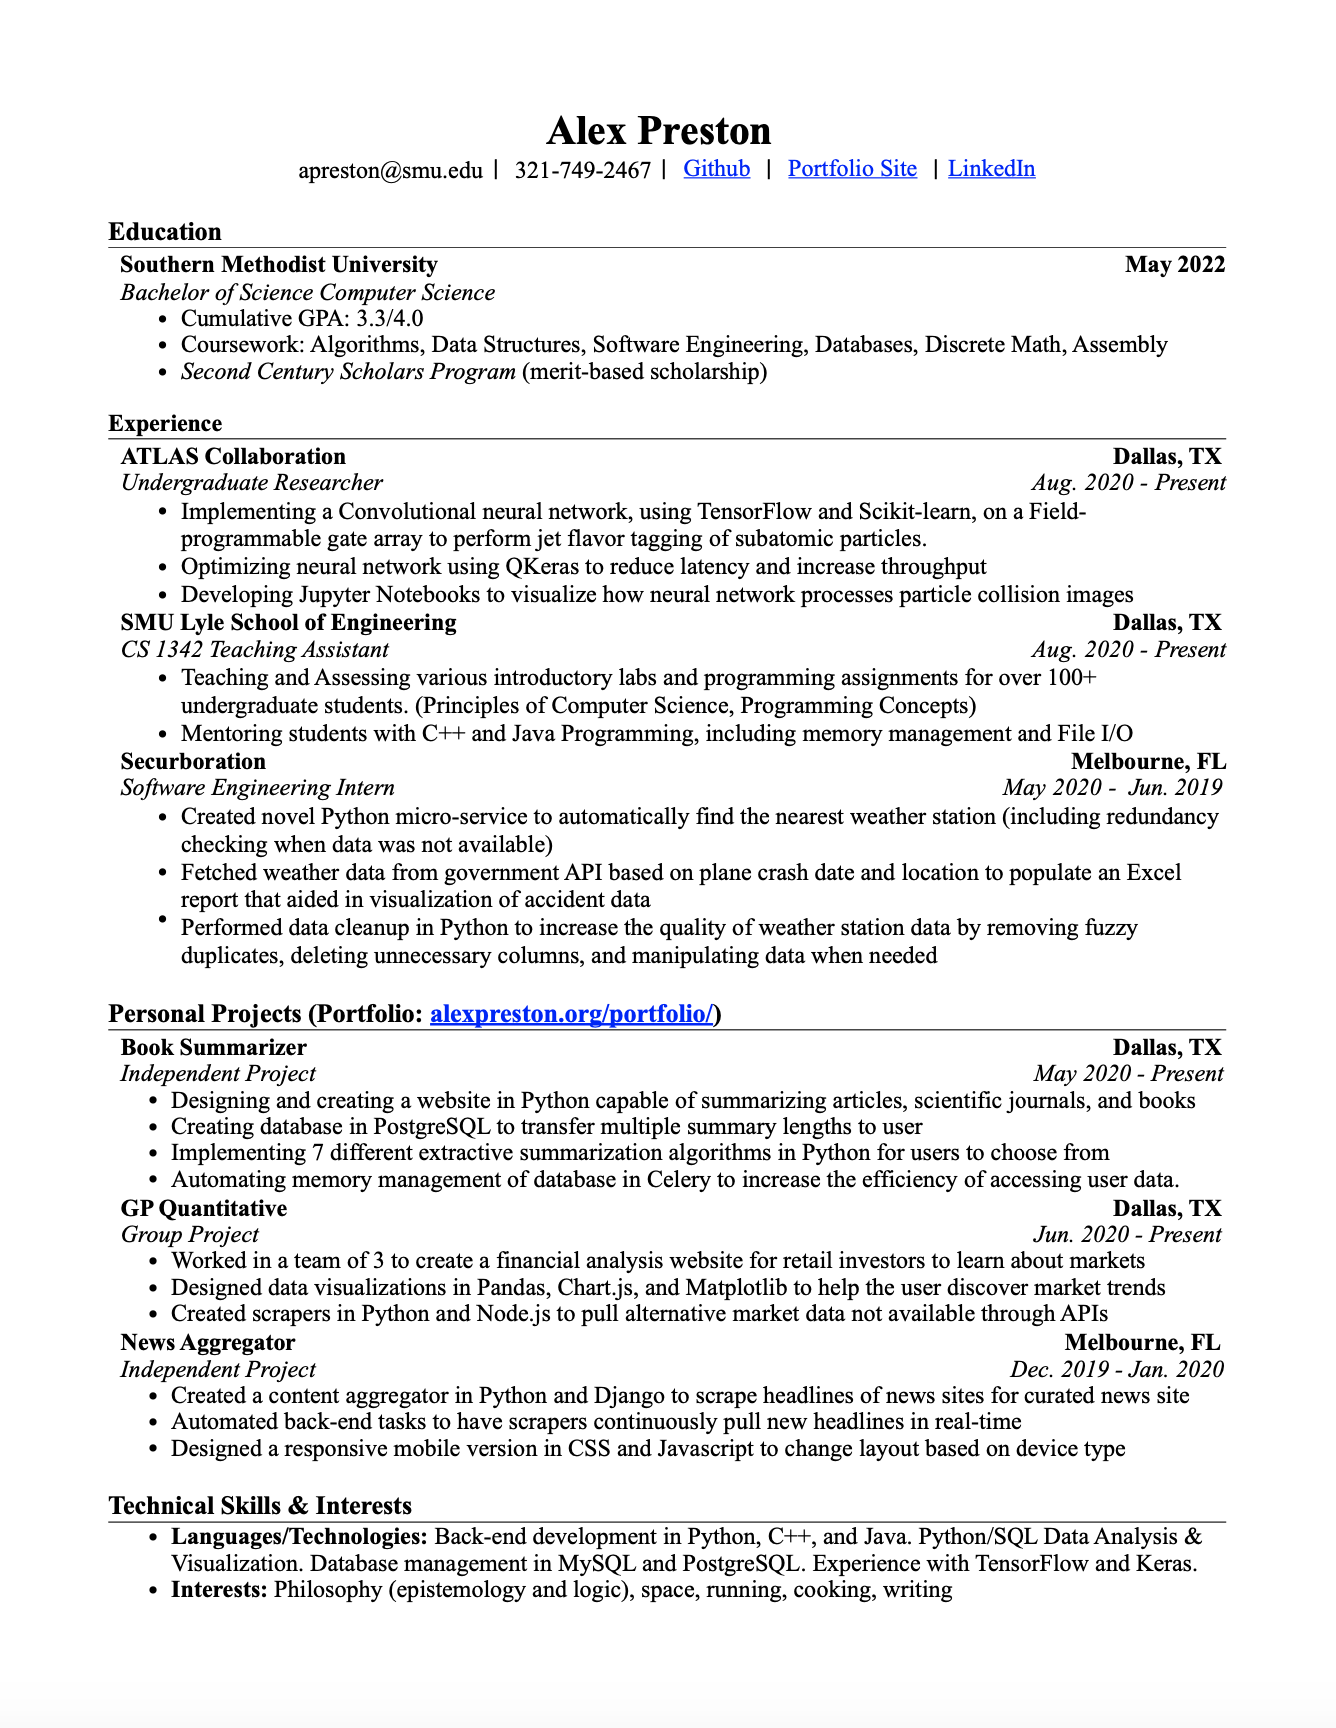 Alex Preston
apreston@smu.edu | 321-749-2467 | Github | Portfolio Site | LinkedIn
Education
Southern Methodist University May 2022
Bachelor of Science Computer Science
• Cumulative GPA: 3.3/4.0
• Coursework: Algorithms, Data Structures, Software Engineering, Databases, Discrete Math, Assembly
• Second Century Scholars Program (merit-based scholarship)
Experience
ATLAS Collaboration Dallas, TX
Undergraduate Researcher Aug. 2020 - Present
• Implementing a Convolutional neural network, using TensorFlow and Scikit-learn, on a Field-
programmable gate array to perform jet flavor tagging of subatomic particles.
• Optimizing neural network using QKeras to reduce latency and increase throughput
• Developing Jupyter Notebooks to visualize how neural network processes particle collision images
SMU Lyle School of Engineering Dallas, TX
CS 1342 Teaching Assistant Aug. 2020 - Present
• Teaching and Assessing various introductory labs and programming assignments for over 100+
undergraduate students. (Principles of Computer Science, Programming Concepts)
• Mentoring students with C++ and Java Programming, including memory management and File I/O
Securboration Melbourne, FL
Software Engineering Intern May 2020 - Jun. 2019
• Created novel Python micro-service to automatically find the nearest weather station (including redundancy
checking when data was not available)
• Fetched weather data from government API based on plane crash date and location to populate an Excel
report that aided in visualization of accident data
• Performed data cleanup in Python to increase the quality of weather station data by removing fuzzy
duplicates, deleting unnecessary columns, and manipulating data when needed
Personal Projects (Portfolio: alexpreston.org/portfolio/)
Book Summarizer Dallas, TX
Independent Project May 2020 - Present
• Designing and creating a website in Python capable of summarizing articles, scientific journals, and books
• Creating database in PostgreSQL to transfer multiple summary lengths to user
• Implementing 7 different extractive summarization algorithms in Python for users to choose from
• Automating memory management of database in Celery to increase the efficiency of accessing user data.
GP Quantitative Dallas, TX
Group Project Jun. 2020 - Present
• Worked in a team of 3 to create a financial analysis website for retail investors to learn about markets
• Designed data visualizations in Pandas, Chart.js, and Matplotlib to help the user discover market trends
• Created scrapers in Python and Node.js to pull alternative market data not available through APIs
News Aggregator Melbourne, FL
Independent Project Dec. 2019 - Jan. 2020
• Created a content aggregator in Python and Django to scrape headlines of news sites for curated news site
• Automated back-end tasks to have scrapers continuously pull new headlines in real-time
• Designed a responsive mobile version in CSS and Javascript to change layout based on device type
Technical Skills & Interests
• Languages/Technologies: Back-end development in Python, C++, and Java. Python/SQL Data Analysis &
Visualization. Database management in MySQL and PostgreSQL. Experience with TensorFlow and Keras.
• Interests: Philosophy (epistemology and logic), space, running, cooking, writing